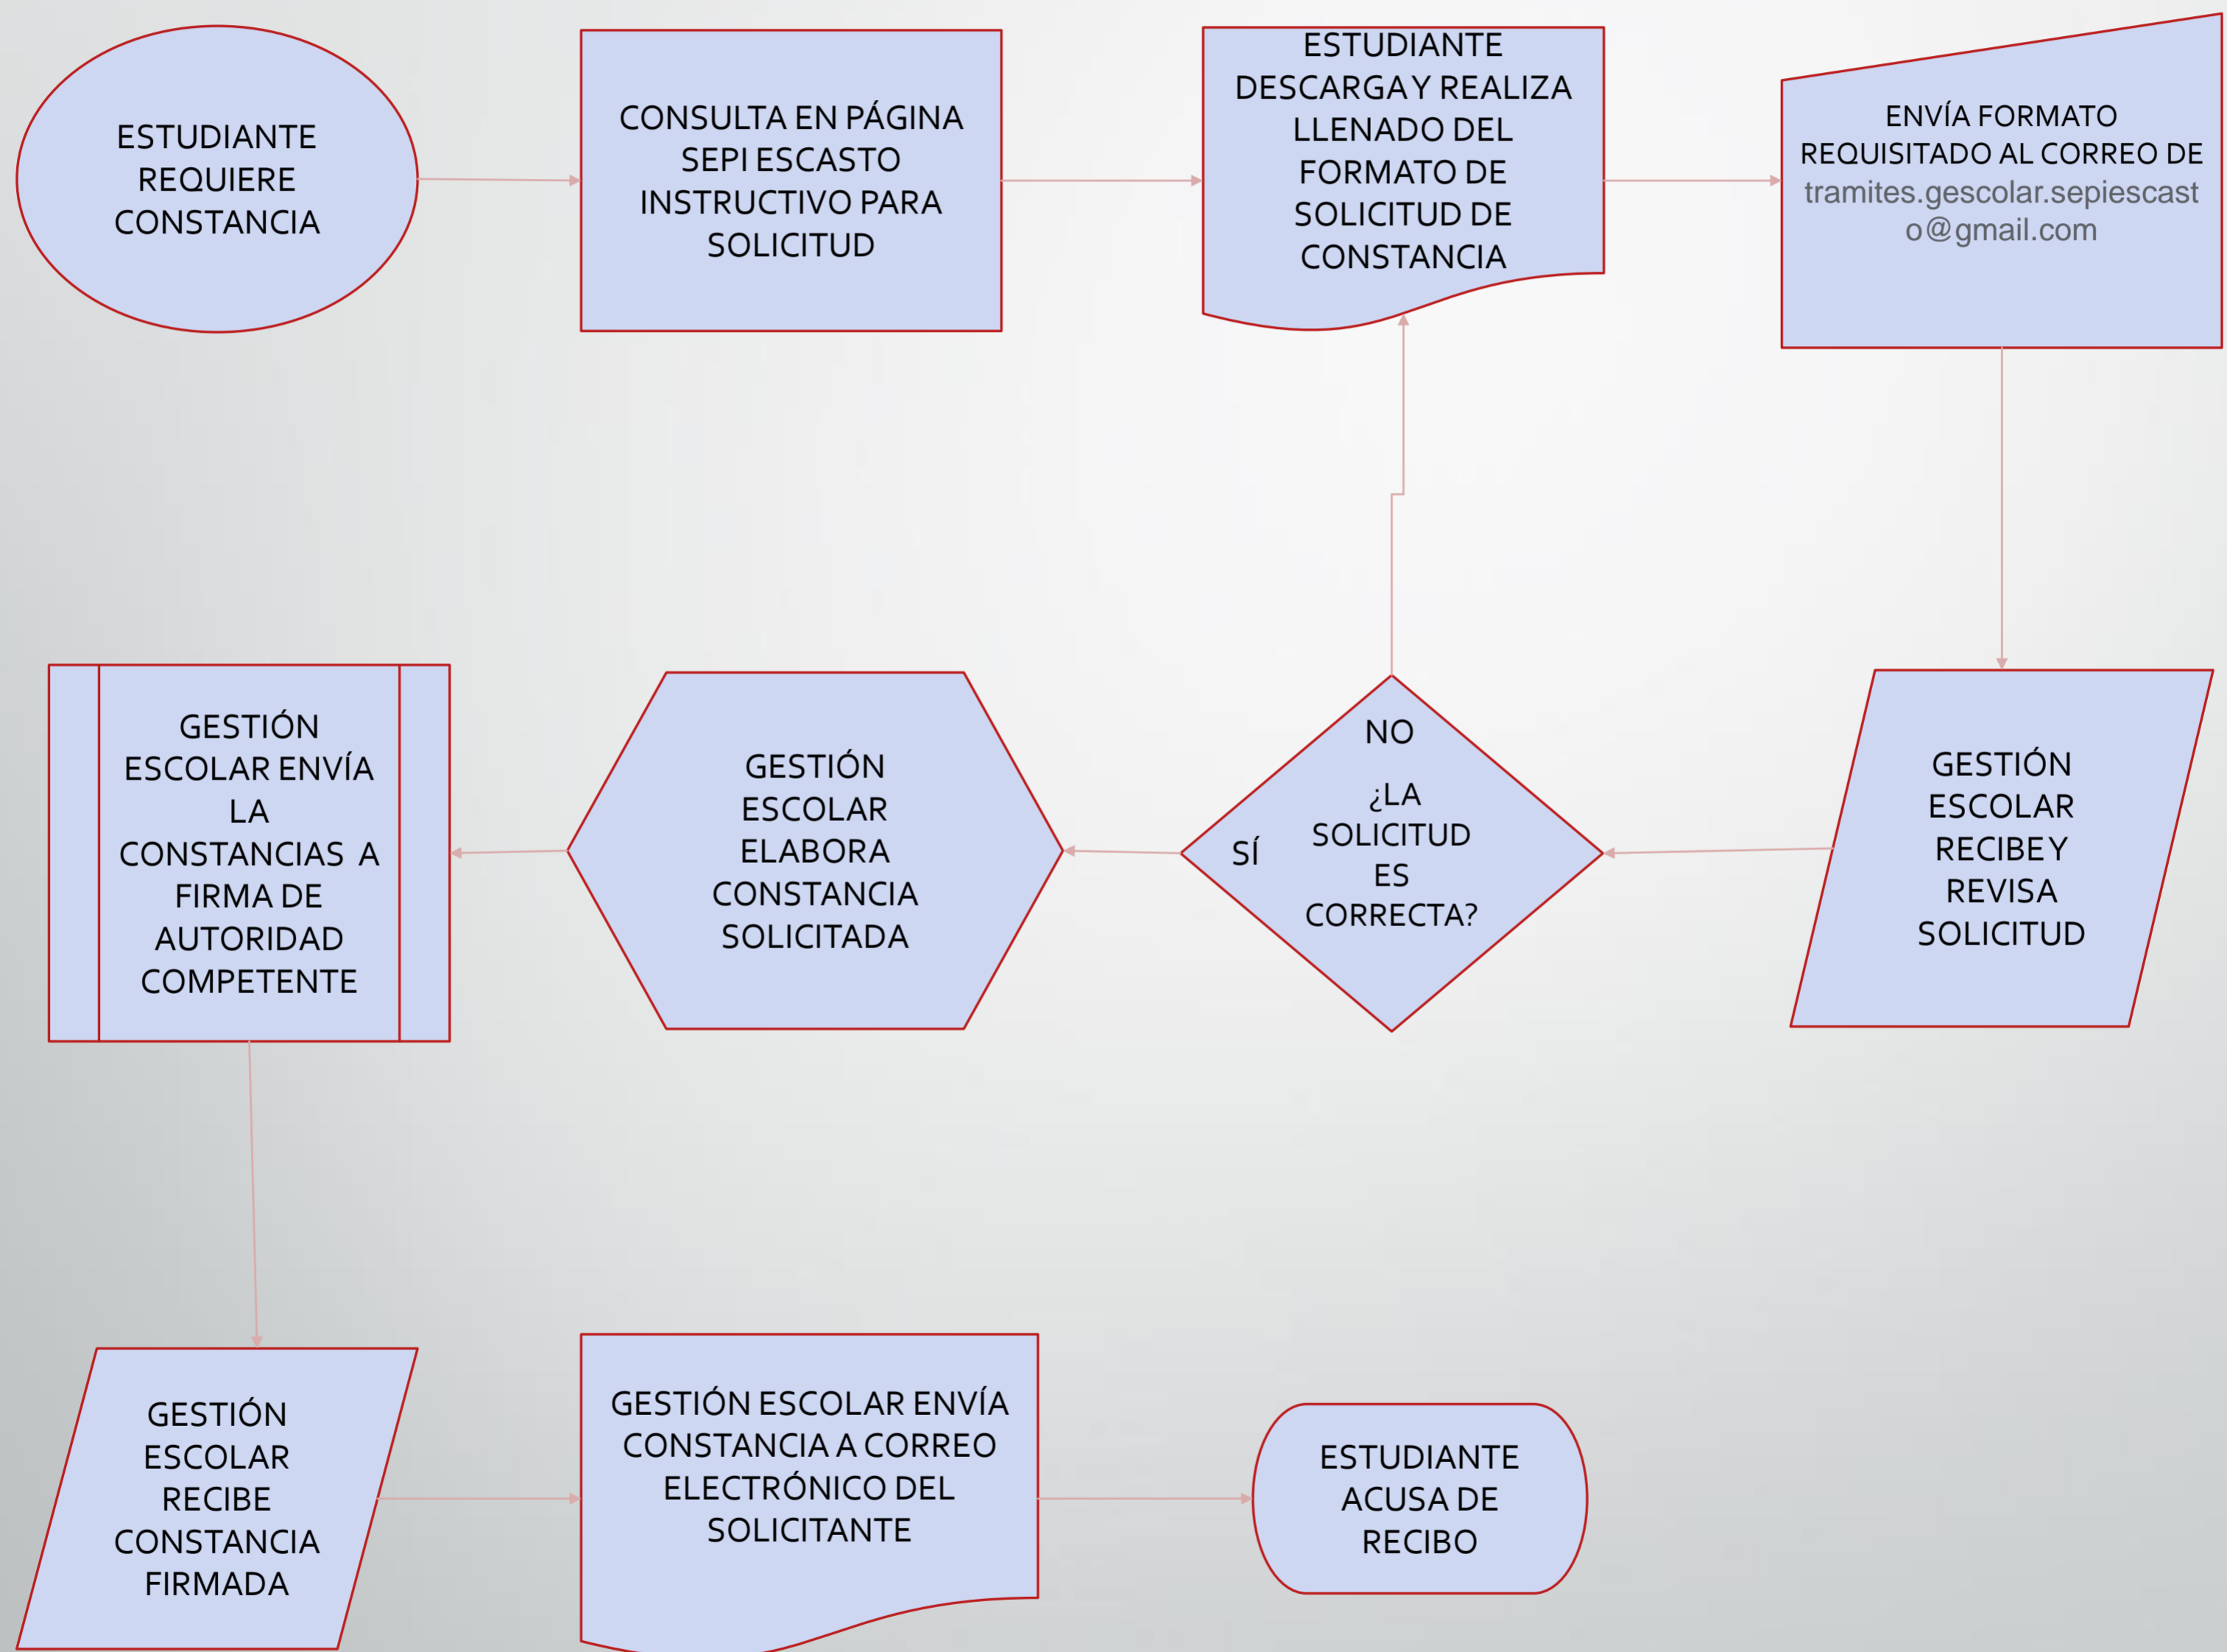 ESTUDIANTE
REQUIERE
CONSTANCIA
CONSULTA EN PÁGINA
SEPI ESCASTO
INSTRUCTIVO PARA
SOLICITUD
ESTUDIANTE
DESCARGA Y REALIZA
LLENADO DEL
FORMATO DE
SOLICITUD DE
CONSTANCIA
ENVÍA FORMATO
REQUISITADO AL CORREO DE
tramites.gescolar.sepiescast
o@gmail.com
GESTIÓN
ESCOLAR RECIBE Y
REVISA
SOLICITUD
NO
¿LA
SOLICITUD
ES
CORRECTA?
SÍ
GESTIÓN
ESCOLAR
ELABORA
CONSTANCIA
SOLICITADA
GESTIÓN
ESCOLAR ENVÍA
LA
CONSTANCIAS A
FIRMA DE
AUTORIDAD
COMPETENTE
GESTIÓN
ESCOLAR
RECIBE
CONSTANCIA
FIRMADA
GESTIÓN ESCOLAR ENVÍA
CONSTANCIA A CORREO
ELECTRÓNICO DEL
SOLICITANTE
ESTUDIANTE
ACUSA DE
RECIBO